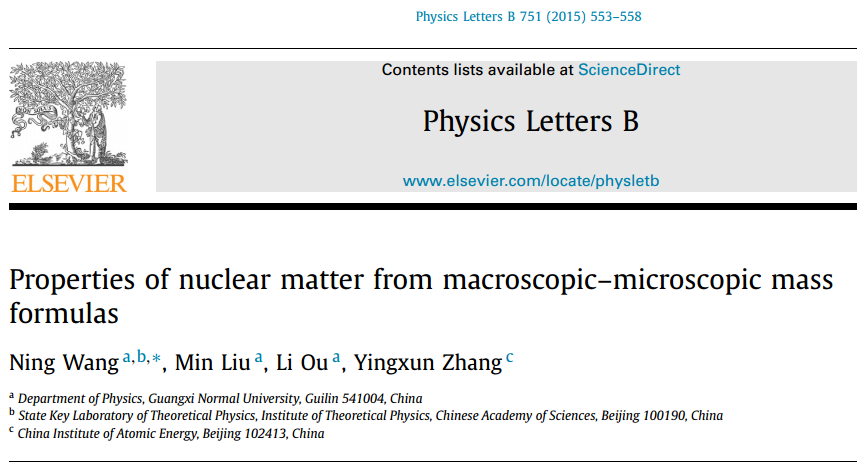 Physics Letters B 751 (2015) 553–558
Contents lists available at ScienceDirect
Physics Letters B
ELSEVIER
www.elsevier.com/locate/physletb
Properties of nuclear matter from macroscopic–microscopic mass
formulas
Ning Wang a,b,*, Min Liu a, Li Ou a, Yingxun Zhang c
a Department of Physics, Guangxi Normal University, Guilin 541004, China
b State Key Laboratory of Theoretical Physics, Institute of Theoretical Physics, Chinese Academy of Sciences, Beijing 100190, China
c China Institute of Atomic Energy, Beijing 102413, China